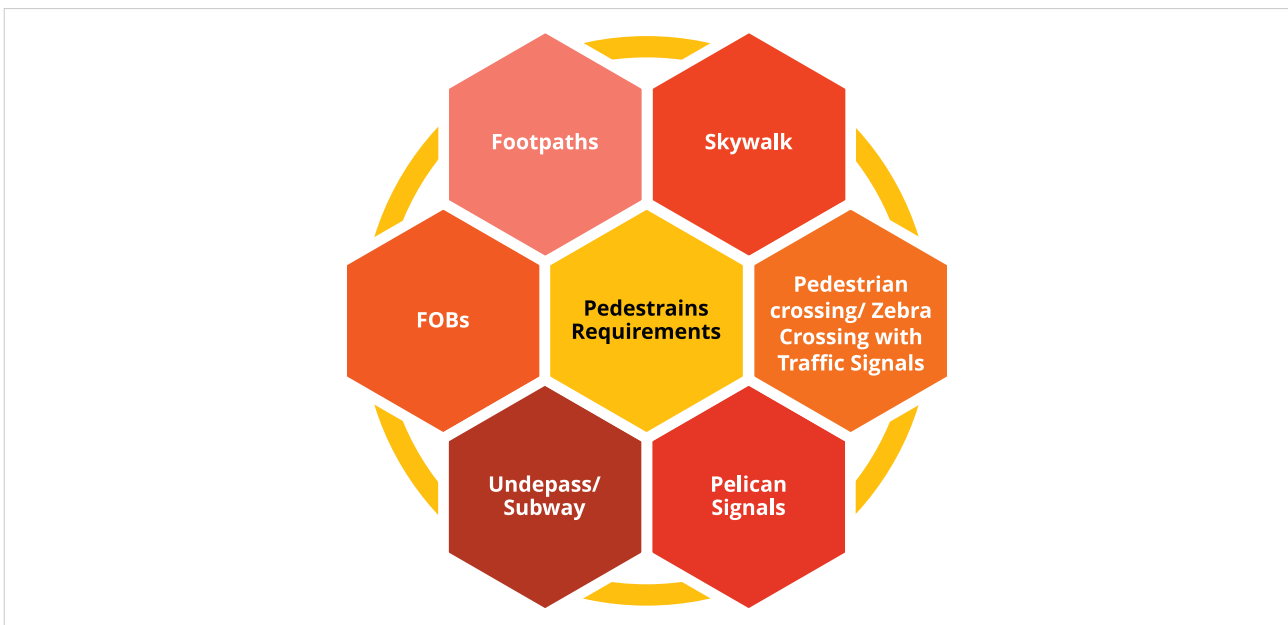 Footpaths
Skywalk
FOBs
Pedestrains
Requirements
Pedestrian
crossing/ Zebra
Crossing with
Traffic Signals
Undepass/
Subway
Pelican
Signals